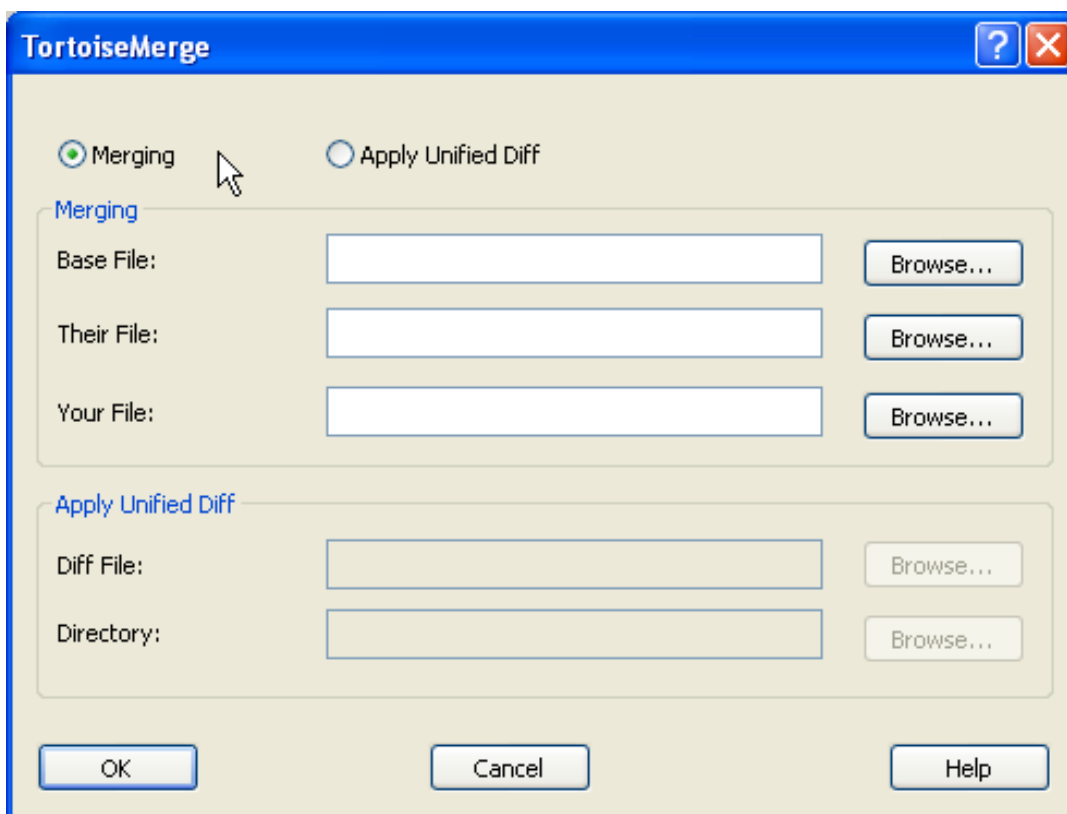 TortoiseMerge
Merging Apply Unified Diff
Merging
Base File: Browse...
Their File: Browse...
Your File: Browse...
Apply Unified Diff
Diff File: Browse...
Directory: Browse...
OK Cancel Help